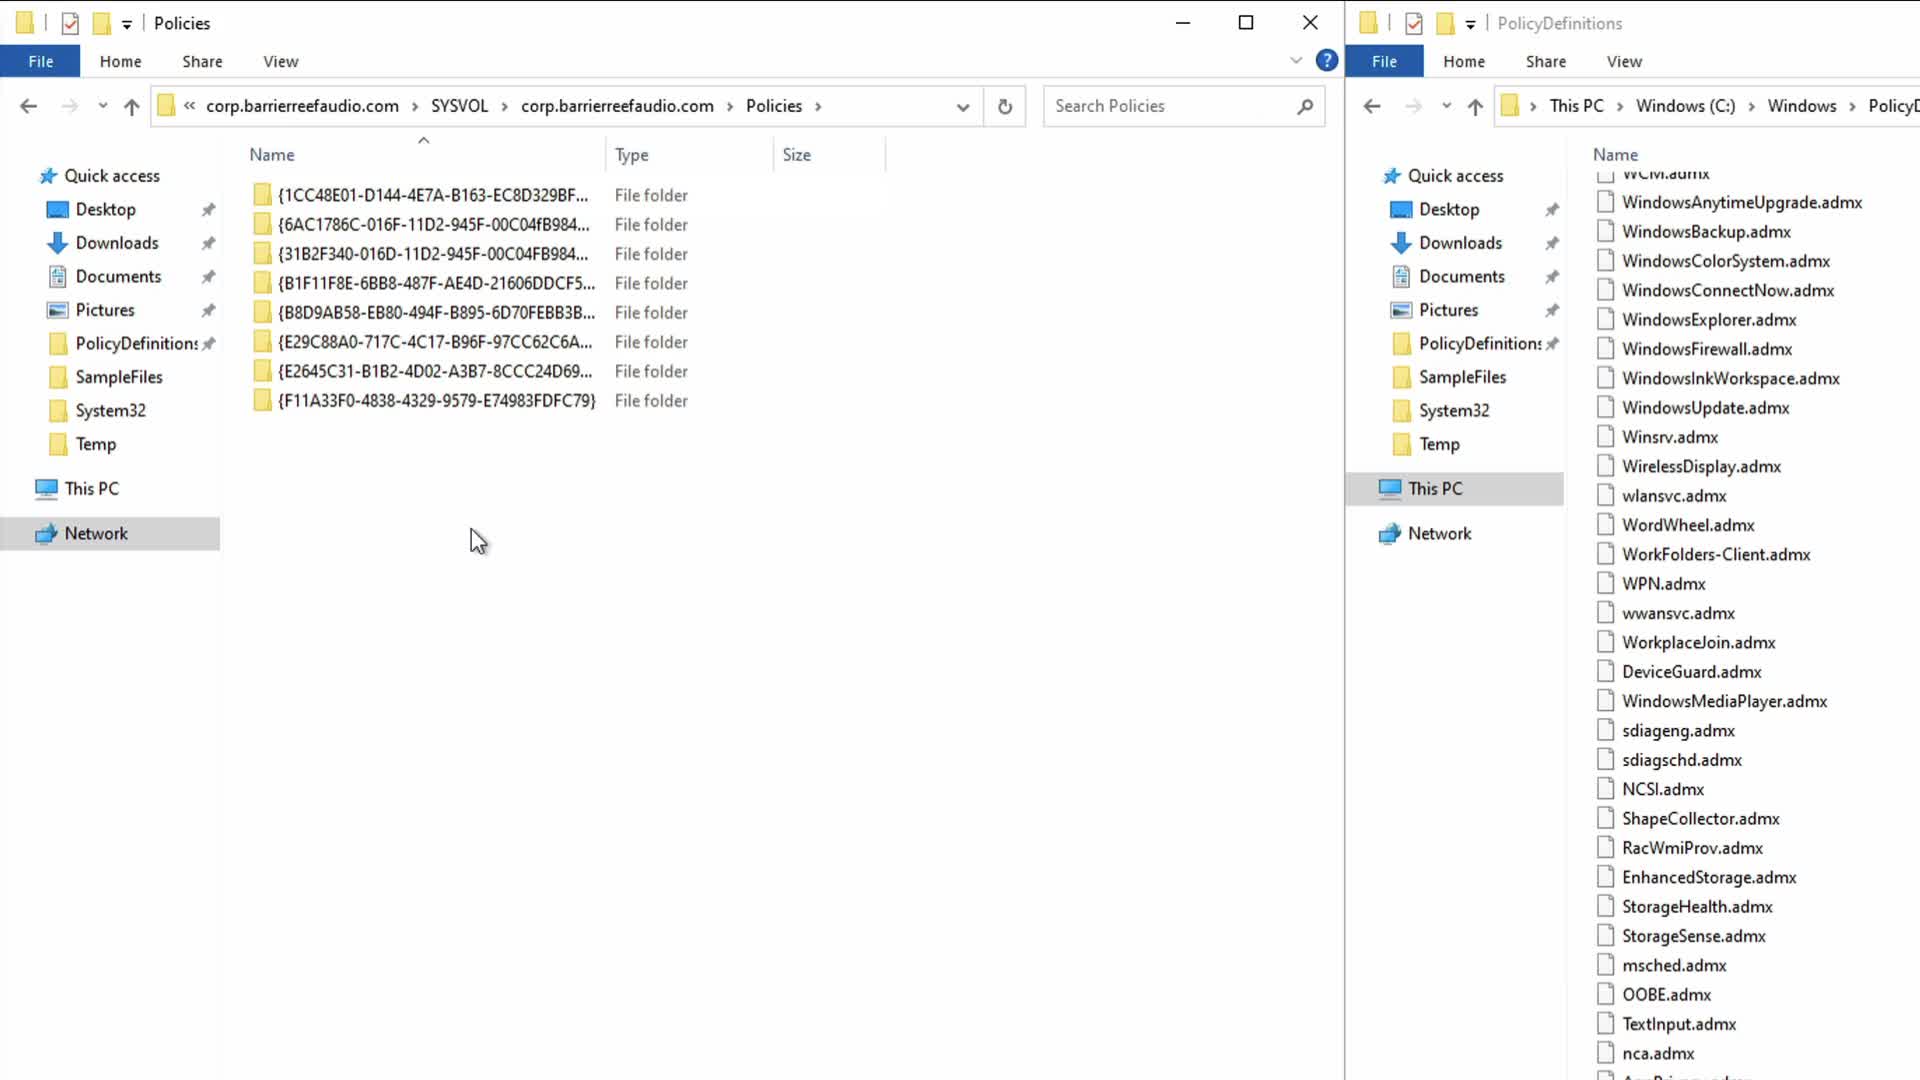 Policies
File Home Share View
« corp.barrierreefaudio.com › SYSVOL › corp.barrierreefaudio.com › Policies ›
Search Policies
Quick access
Desktop
Downloads
Documents
Pictures
PolicyDefinitions
SampleFiles
System32
Temp
This PC
Network
Name Type Size
{1CC48E01-D144-4E7A-B163-EC8D329BF... File folder
{6AC1786C-016F-11D2-945F-00C04fB984... File folder
{31B2F340-016D-11D2-945F-00C04FB984... File folder
{B1F11F8E-6BB8-487F-AE4D-21606DDCF5... File folder
{B8D9AB58-EB80-494F-B895-6D70FEBB3B... File folder
{E29C88A0-717C-4C17-B96F-97CC62C6A... File folder
{E2645C31-B1B2-4D02-A3B7-8CCC24D69... File folder
{F11A33F0-4838-4329-9579-E74983FDFC79} File folder
PolicyDefinitions
File Home Share View
› This PC › Windows (C:) › Windows › PolicyD
Quick access
Desktop
Downloads
Documents
Pictures
PolicyDefinitions
SampleFiles
System32
Temp
This PC
Network
Name
WCM.admx
WindowsAnytimeUpgrade.admx
WindowsBackup.admx
WindowsColorSystem.admx
WindowsConnectNow.admx
WindowsExplorer.admx
WindowsFirewall.admx
WindowsInkWorkspace.admx
WindowsUpdate.admx
Winsrv.admx
WirelessDisplay.admx
wlansvc.admx
WordWheel.admx
WorkFolders-Client.admx
WPN.admx
wwansvc.admx
WorkplaceJoin.admx
DeviceGuard.admx
WindowsMediaPlayer.admx
sdiageng.admx
sdiagschd.admx
NCSI.admx
ShapeCollector.admx
RacWmiProv.admx
EnhancedStorage.admx
StorageHealth.admx
StorageSense.admx
msched.admx
OOBE.admx
TextInput.admx
nca.admx